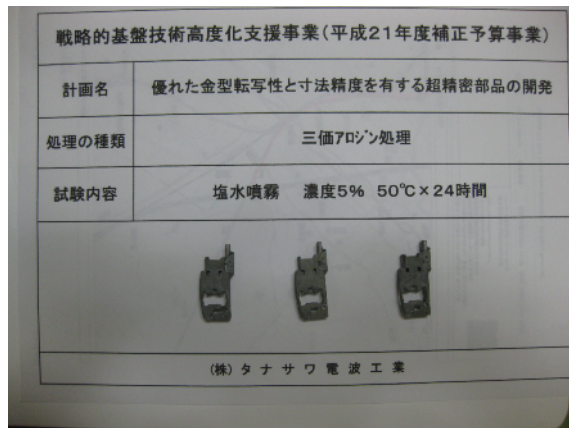 戦略的基盤技術高度化支援事業(平成21年度補正予算事業)
計画名 優れた金型転写性と寸法精度を有する超精密部品の開発
処理の種類 三価アロジン処理
試験内容 塩水噴霧 濃度5% 50℃×24時間
(株)タナサワ電波工業